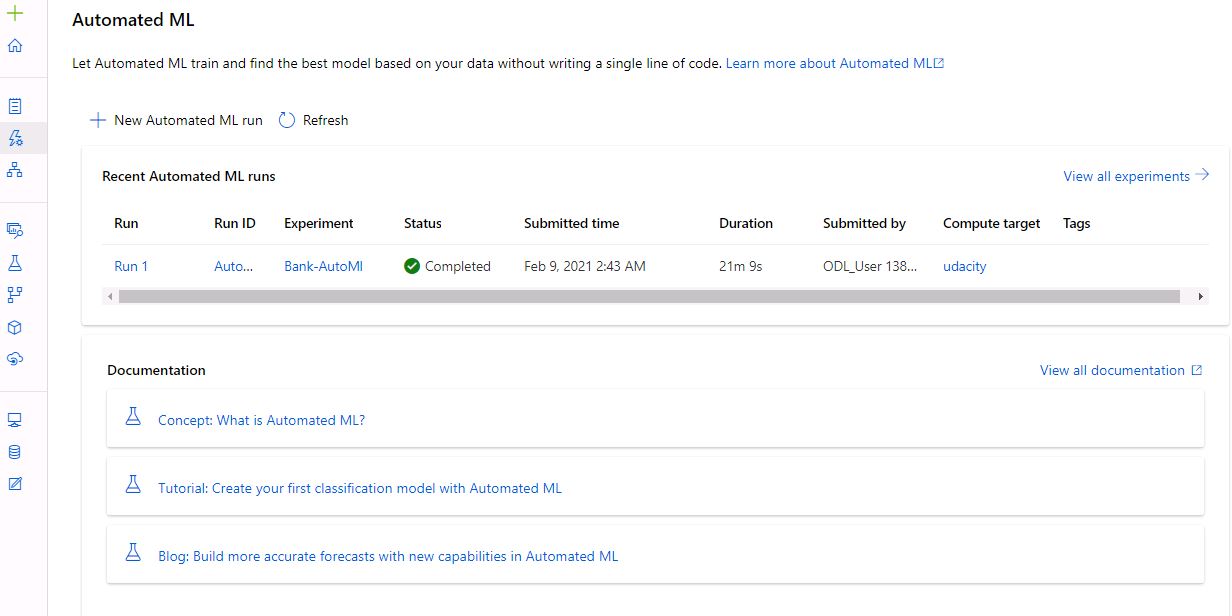 Automated ML
Let Automated ML train and find the best model based on your data without writing a single line of code. Learn more about Automated ML
New Automated ML run Refresh
Recent Automated ML runs View all experiments
Run Run ID Experiment Status Submitted time Duration Submitted by Compute target Tags
Run 1 Auto... Bank-AutoMl Completed Feb 9, 2021 2:43 AM 21m 9s ODL_User 138... udacity
Documentation View all documentation
Concept: What is Automated ML?
Tutorial: Create your first classification model with Automated ML
Blog: Build more accurate forecasts with new capabilities in Automated ML